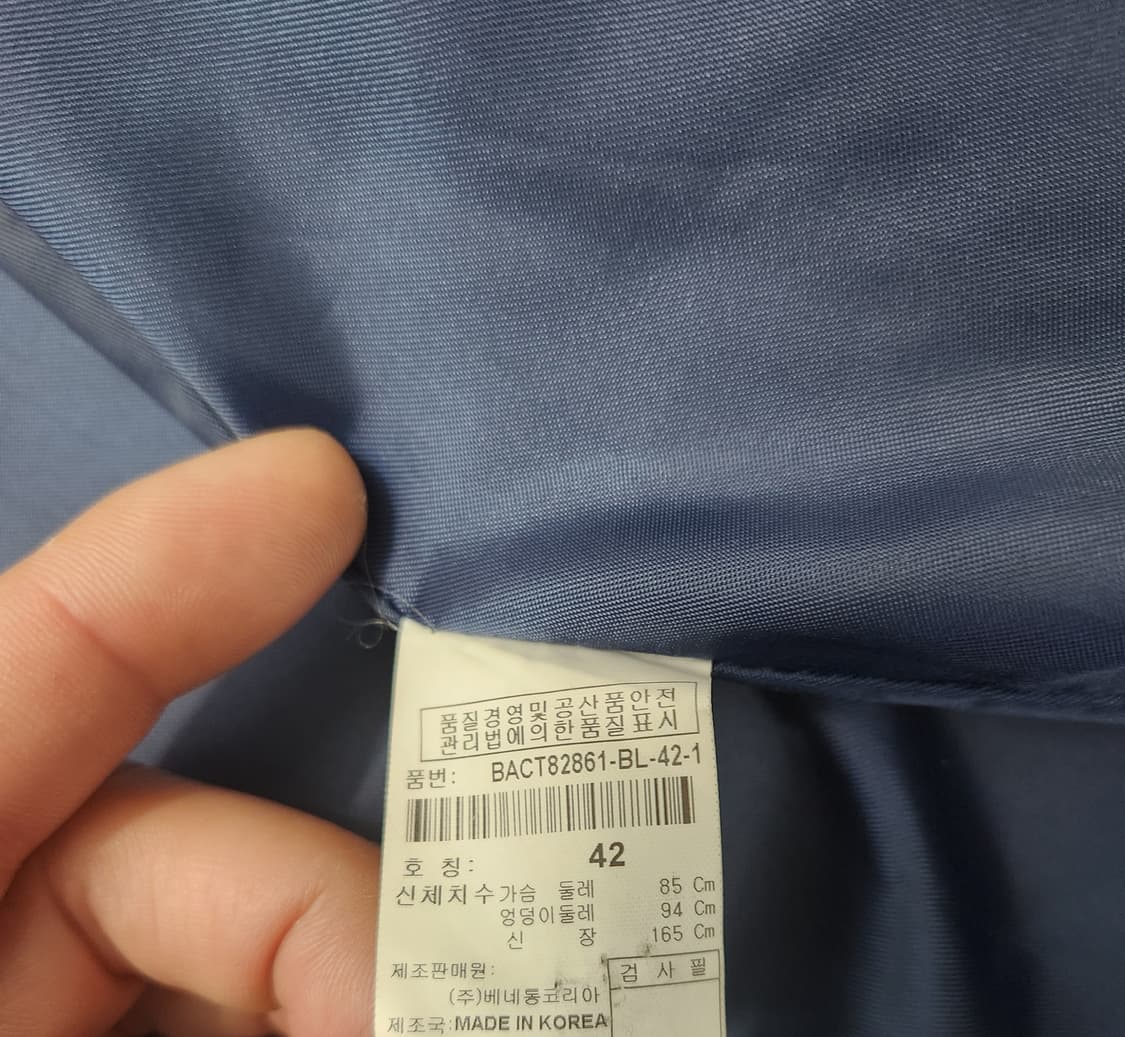 품질경영및공산품안전
관리법에의한품질표시
품번: BACT82861-BL-42-1
호 칭: 42
신체치수 가슴 둘레 85 Cm
엉덩이둘레 94 Cm
신 장 165 Cm
제조판매원: 검 사 필
(주)베네통코리아
제조국:MADE IN KOREA